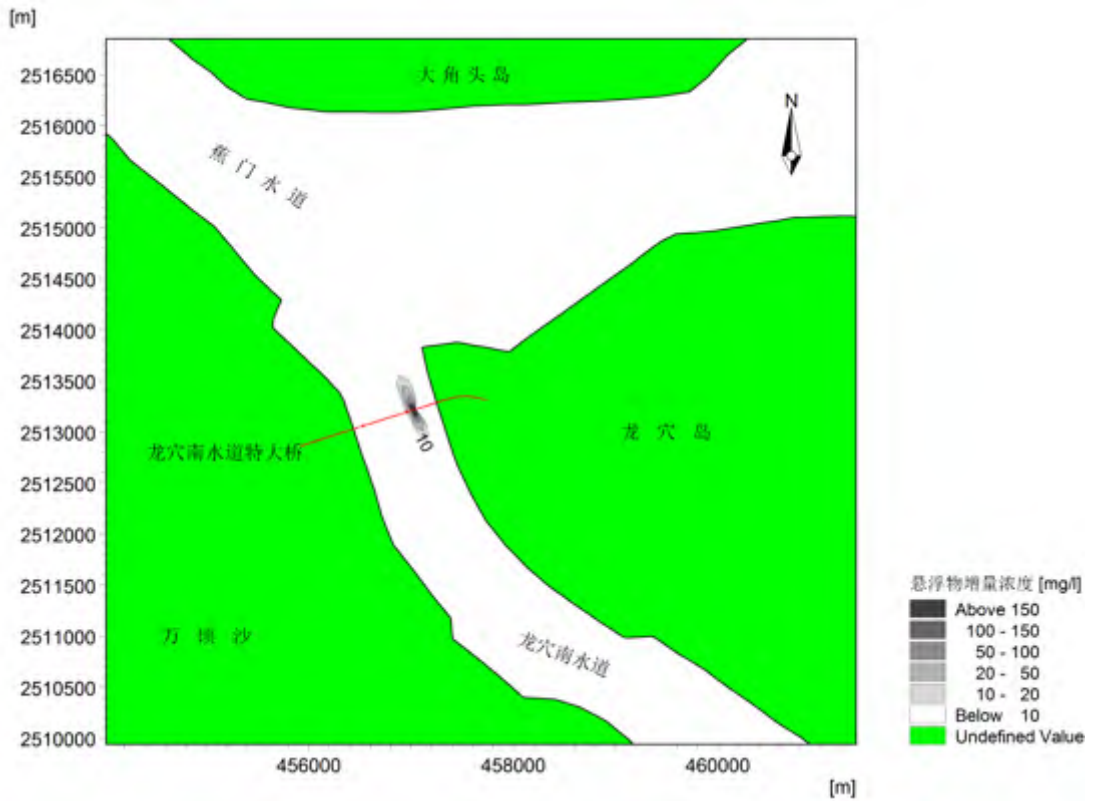 [m]
2516500
2516000
2515500
2515000
2514500
2514000
2513500
2513000
2512500
2512000
2511500
2511000
2510500
2510000
大角头岛
N
蕉门水道
10
龙穴南水道特大桥
龙穴岛
万顷沙
龙穴南水道
456000 458000 460000
[m]
悬浮物增量浓度 [mg/l]
Above 150
100 - 150
50 - 100
20 - 50
10 - 20
Below 10
Undefined Value